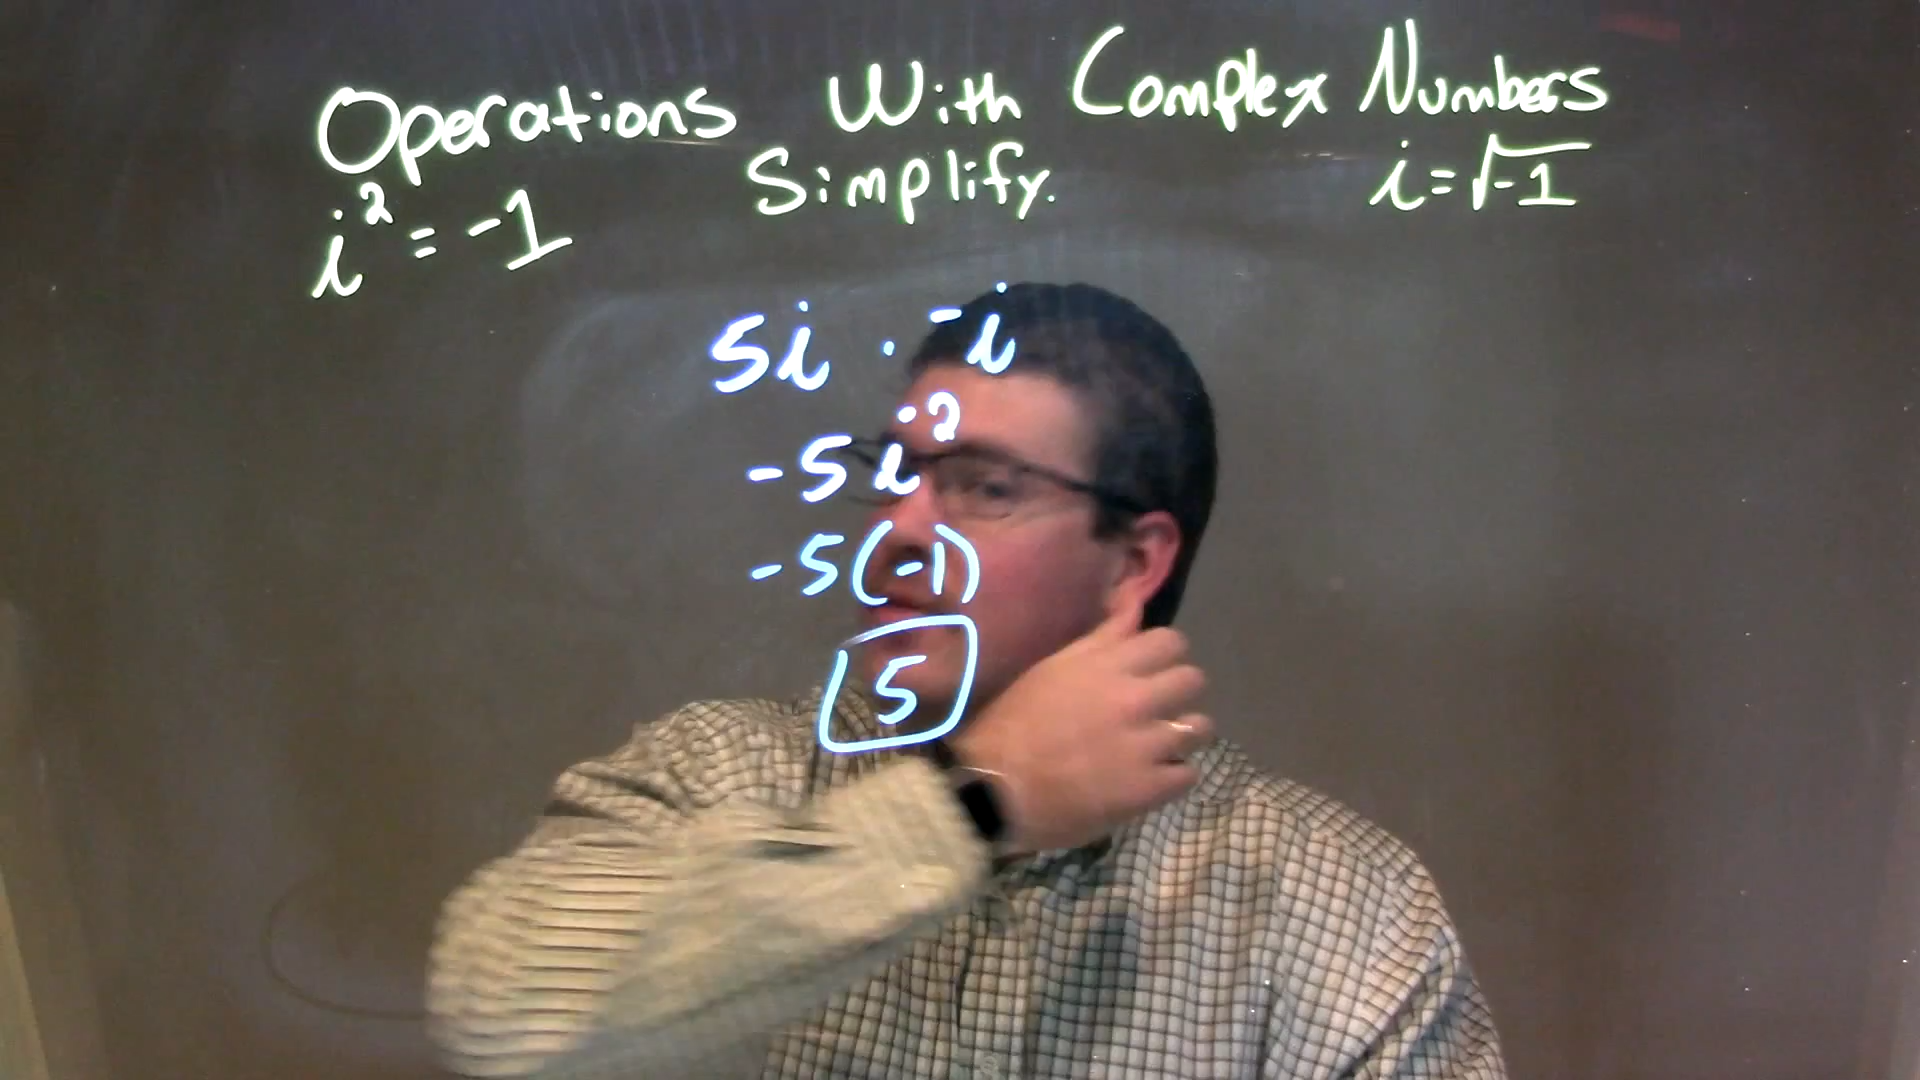 Operations With Complex Numbers
Simplify.
i² = -1
i = √-1
5i · -i
-5i²
-5(-1)
5